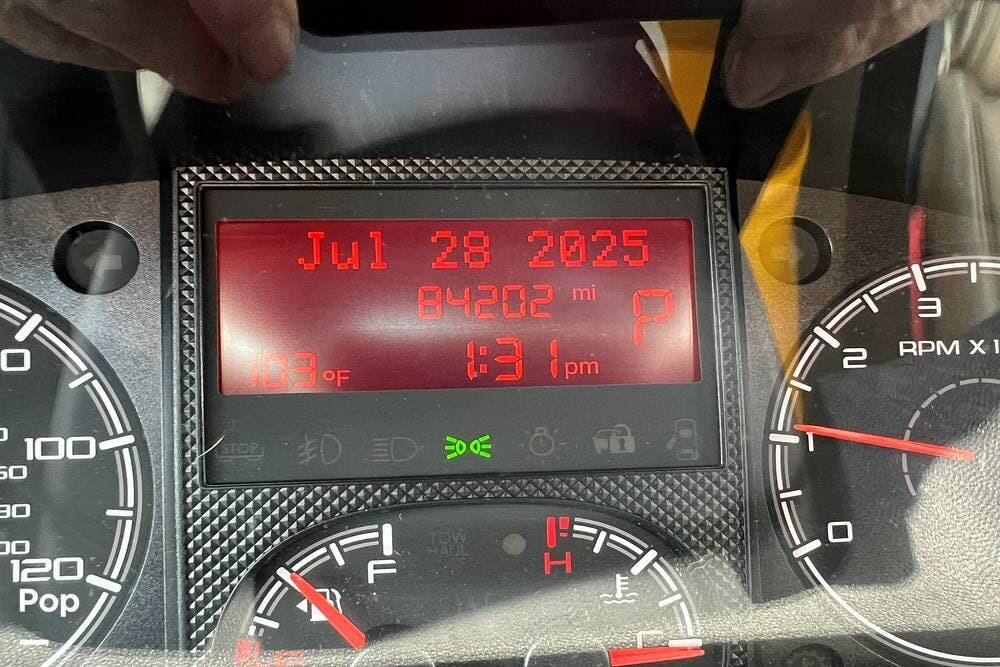 Jul 28 2025
84202 mi
P
103°F
1:31 pm
STOP
3
2
RPM X 1
1
0
100
120
Pop
TOW
HAUL
F
H
C